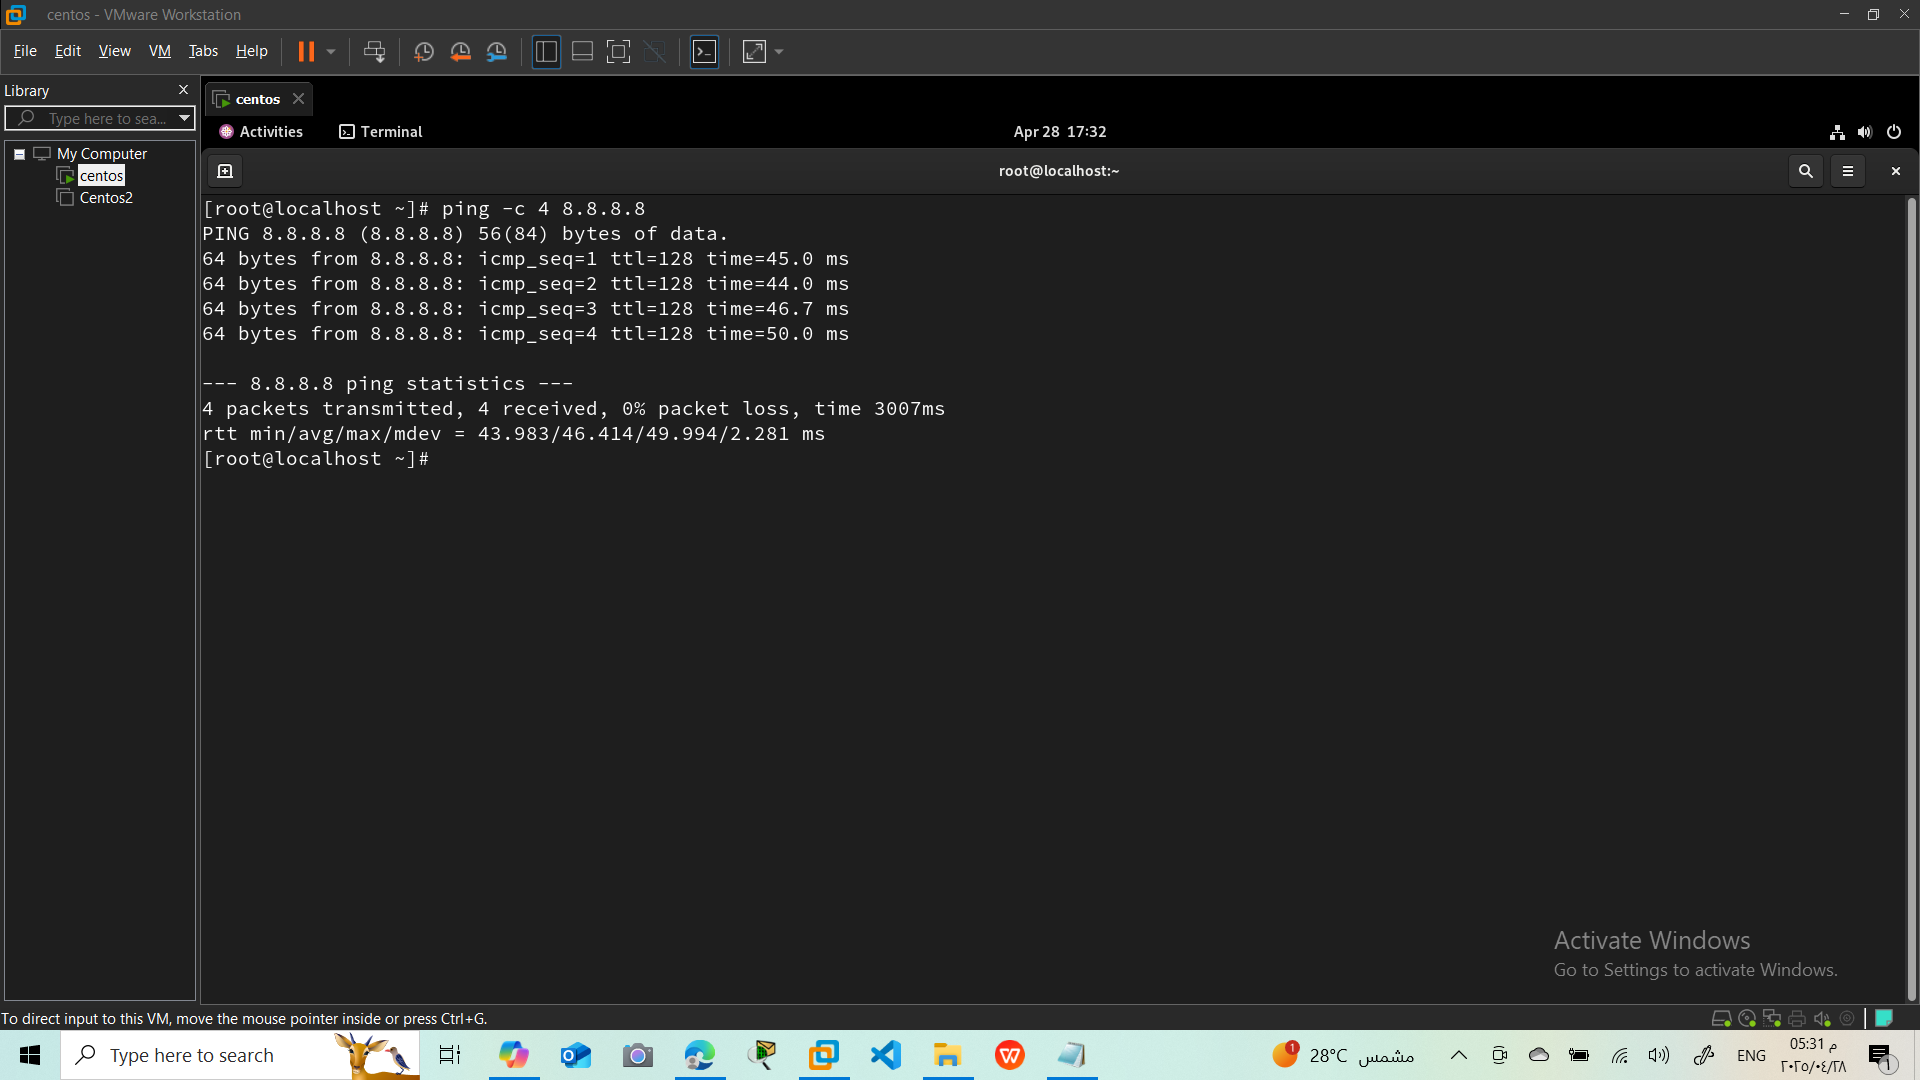 centos - VMware Workstation
File Edit View VM Tabs Help
Library
Type here to sea...
My Computer
centos
Centos2
centos
Activities Terminal Apr 28 17:32
root@localhost:~
[root@localhost ~]# ping -c 4 8.8.8.8
PING 8.8.8.8 (8.8.8.8) 56(84) bytes of data.
64 bytes from 8.8.8.8: icmp_seq=1 ttl=128 time=45.0 ms
64 bytes from 8.8.8.8: icmp_seq=2 ttl=128 time=44.0 ms
64 bytes from 8.8.8.8: icmp_seq=3 ttl=128 time=46.7 ms
64 bytes from 8.8.8.8: icmp_seq=4 ttl=128 time=50.0 ms
--- 8.8.8.8 ping statistics ---
4 packets transmitted, 4 received, 0% packet loss, time 3007ms
rtt min/avg/max/mdev = 43.983/46.414/49.994/2.281 ms
[root@localhost ~]#
Activate Windows
Go to Settings to activate Windows.
To direct input to this VM, move the mouse pointer inside or press Ctrl+G.
Type here to search
1
28°C مشمس
ENG
05:31 م
٢٠٢٥/٠٤/٢٨
1